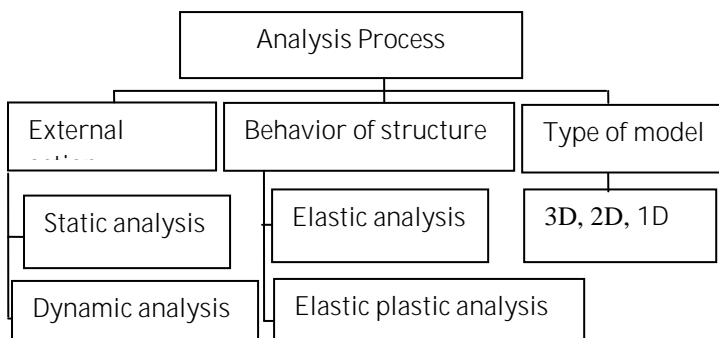 Analysis Process
External
Behavior of structure
Type of model
Static analysis
Elastic analysis
3D, 2D, 1D
Dynamic analysis
Elastic plastic analysis